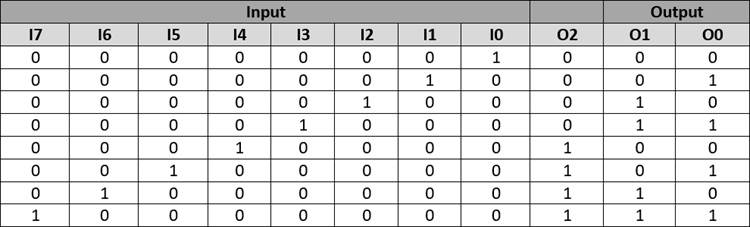 Input Output
I7 I6 I5 I4 I3 I2 I1 I0 O2 O1 O0
0 0 0 0 0 0 0 1 0 0 0
0 0 0 0 0 0 1 0 0 0 1
0 0 0 0 0 1 0 0 0 1 0
0 0 0 0 1 0 0 0 0 1 1
0 0 0 1 0 0 0 0 1 0 0
0 0 1 0 0 0 0 0 1 0 1
0 1 0 0 0 0 0 0 1 1 0
1 0 0 0 0 0 0 0 1 1 1